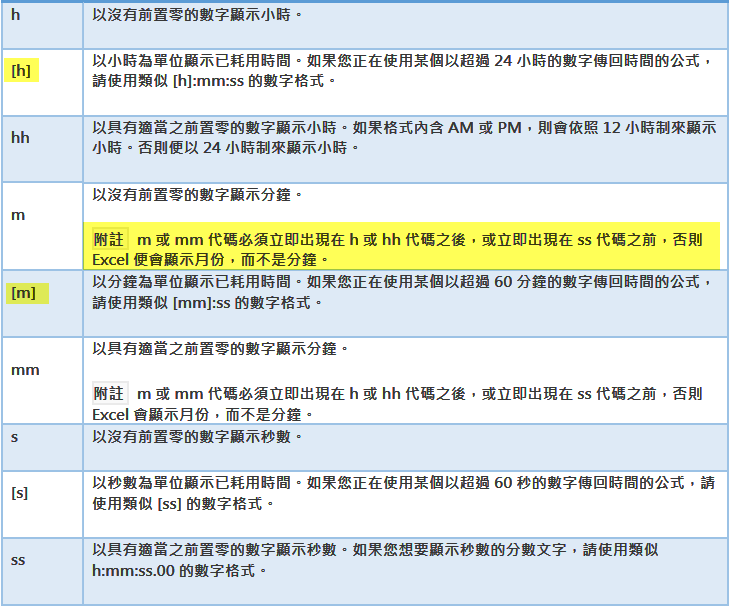 h
以沒有前置零的數字顯示小時。
[h]
以小時為單位顯示已耗用時間。如果您正在使用某個以超過 24 小時的數字傳回時間的公式，
請使用類似 [h]:mm:ss 的數字格式。
hh
以具有適當之前置零的數字顯示小時。如果格式內含 AM 或 PM，則會依照 12 小時制來顯示
小時。否則便以 24 小時制來顯示小時。
m
以沒有前置零的數字顯示分鐘。
附註 m 或 mm 代碼必須立即出現在 h 或 hh 代碼之後，或立即出現在 ss 代碼之前，否則
Excel 便會顯示月份，而不是分鐘。
[m]
以分鐘為單位顯示已耗用時間。如果您正在使用某個以超過 60 分鐘的數字傳回時間的公式，
請使用類似 [mm]:ss 的數字格式。
mm
以具有適當之前置零的數字顯示分鐘。
附註 m 或 mm 代碼必須立即出現在 h 或 hh 代碼之後，或立即出現在 ss 代碼之前，否則
Excel 會顯示月份，而不是分鐘。
s
以沒有前置零的數字顯示秒數。
[s]
以秒數為單位顯示已耗用時間。如果您正在使用某個以超過 60 秒的數字傳回時間的公式，請
使用類似 [ss] 的數字格式。
ss
以具有適當之前置零的數字顯示秒數。如果您想要顯示秒數的分數文字，請使用類似
h:mm:ss.00 的數字格式。